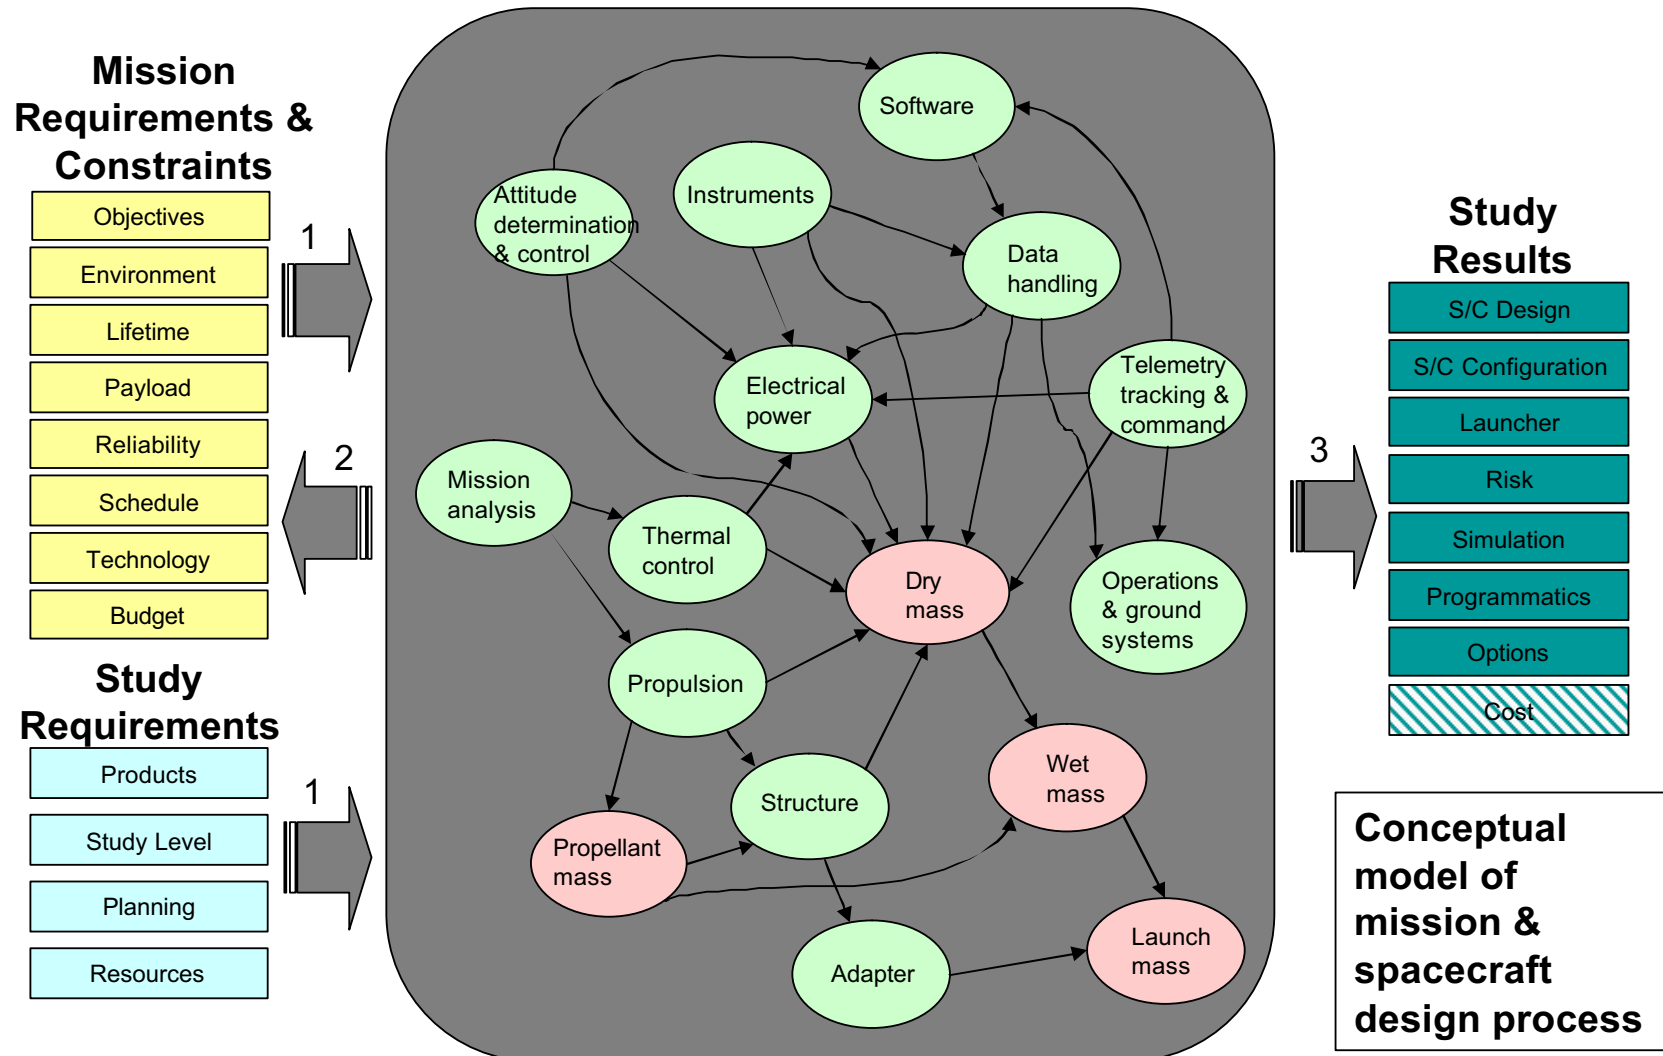 Mission
Requirements &
Constraints
Objectives
Environment
Lifetime
Payload
Reliability
Schedule
Technology
Budget
Study
Requirements
Products
Study Level
Planning
Resources
1
2
1
Software
Attitude
determination
& control
Instruments
Data
handling
Electrical
power
Telemetry
tracking &
command
Mission
analysis
Thermal
control
Dry
mass
Operations
& ground
systems
Propulsion
Wet
mass
Structure
Propellant
mass
Adapter
Launch
mass
3
Study
Results
S/C Design
S/C Configuration
Launcher
Risk
Simulation
Programmatics
Options
Cost
Conceptual
model of
mission &
spacecraft
design process